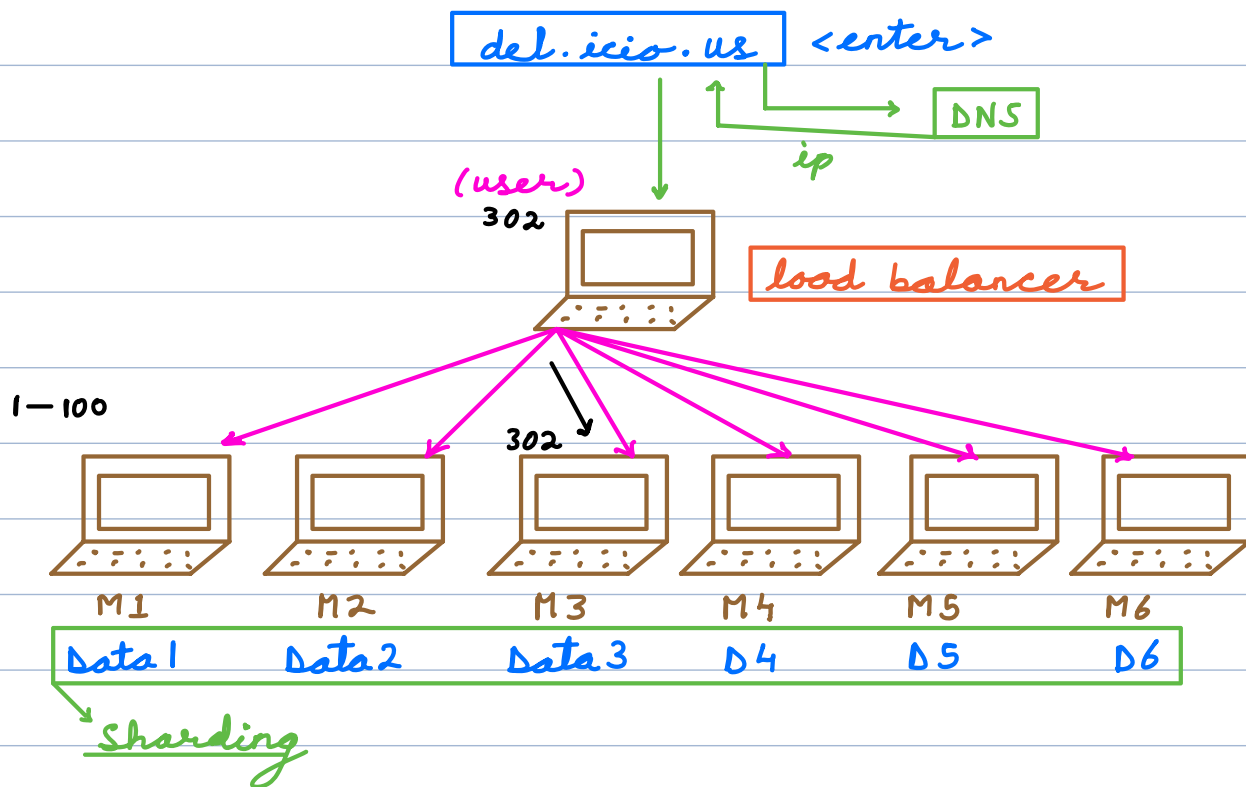 del.icio.us <enter>
DNS
ip
(user)
302
load balancer
1-100
302
M1 M2 M3 M4 M5 M6
Data1 Data2 Data3 D4 D5 D6
Sharding